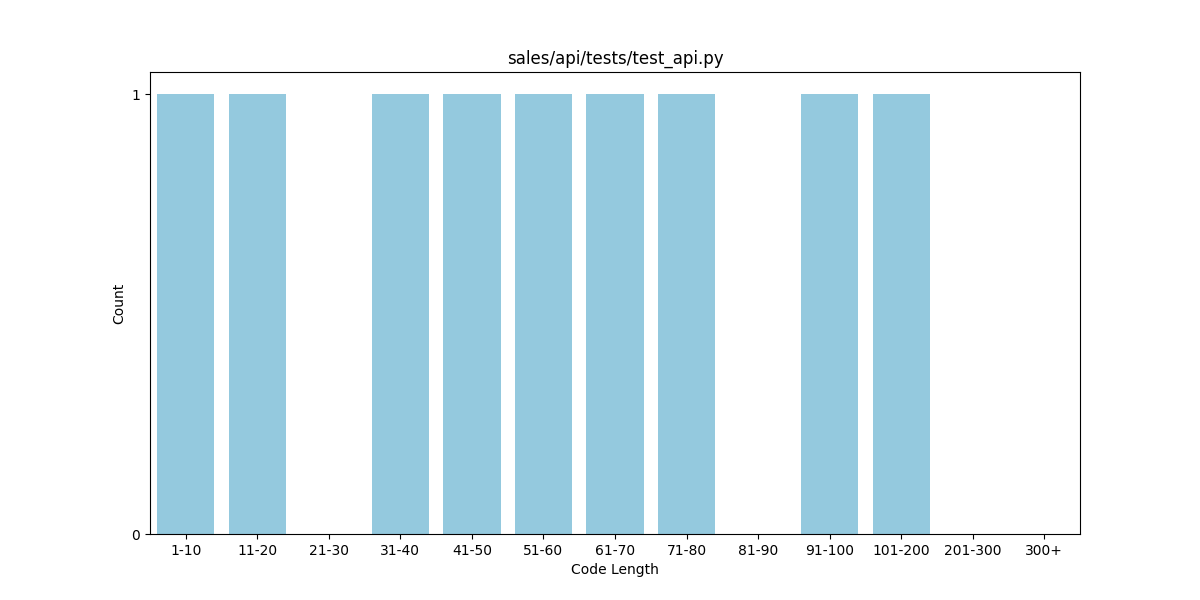 sales/api/tests/test_api.py
1
Count
0
1-10 11-20 21-30 31-40 41-50 51-60 61-70 71-80 81-90 91-100 101-200 201-300 300+
Code Length